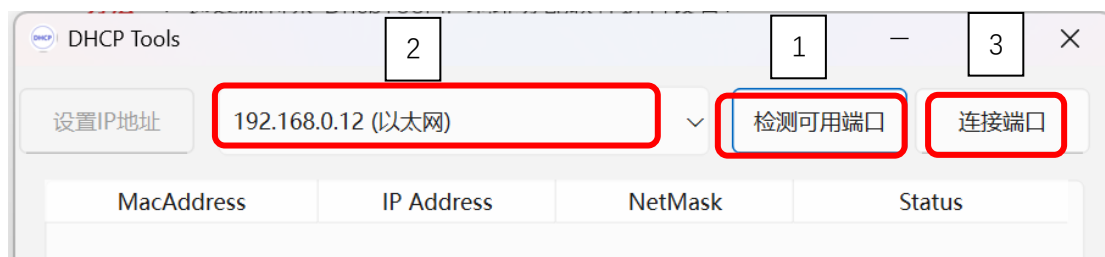 DHCP Tools
2
1
3
设置IP地址
192.168.0.12 (以太网)
检测可用端口
连接端口
MacAddress
IP Address
NetMask
Status